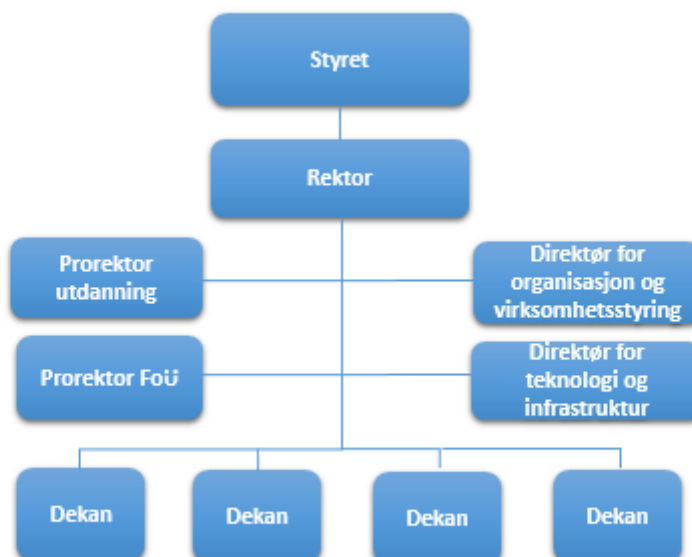 Styret
Rektor
Prorektor
utdanning
Direktør for
organisasjon og
virksomhetsstyring
Prorektor FoU
Direktør for
teknologi og
infrastruktur
Dekan
Dekan
Dekan
Dekan